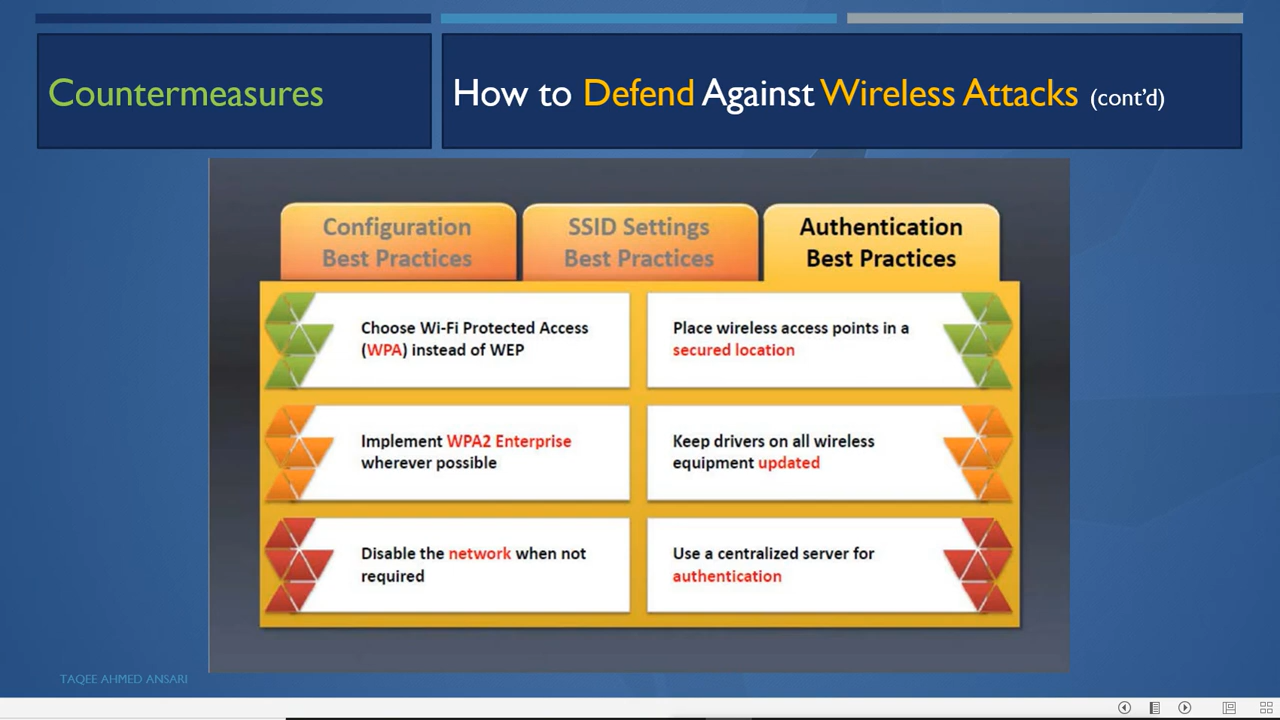 Countermeasures
How to Defend Against Wireless Attacks (cont'd)
Configuration
Best Practices
SSID Settings
Best Practices
Authentication
Best Practices
Choose Wi-Fi Protected Access
(WPA) instead of WEP
Place wireless access points in a
secured location
Implement WPA2 Enterprise
wherever possible
Keep drivers on all wireless
equipment updated
Disable the network when not
required
Use a centralized server for
authentication
TAQEE AHMED ANSARI